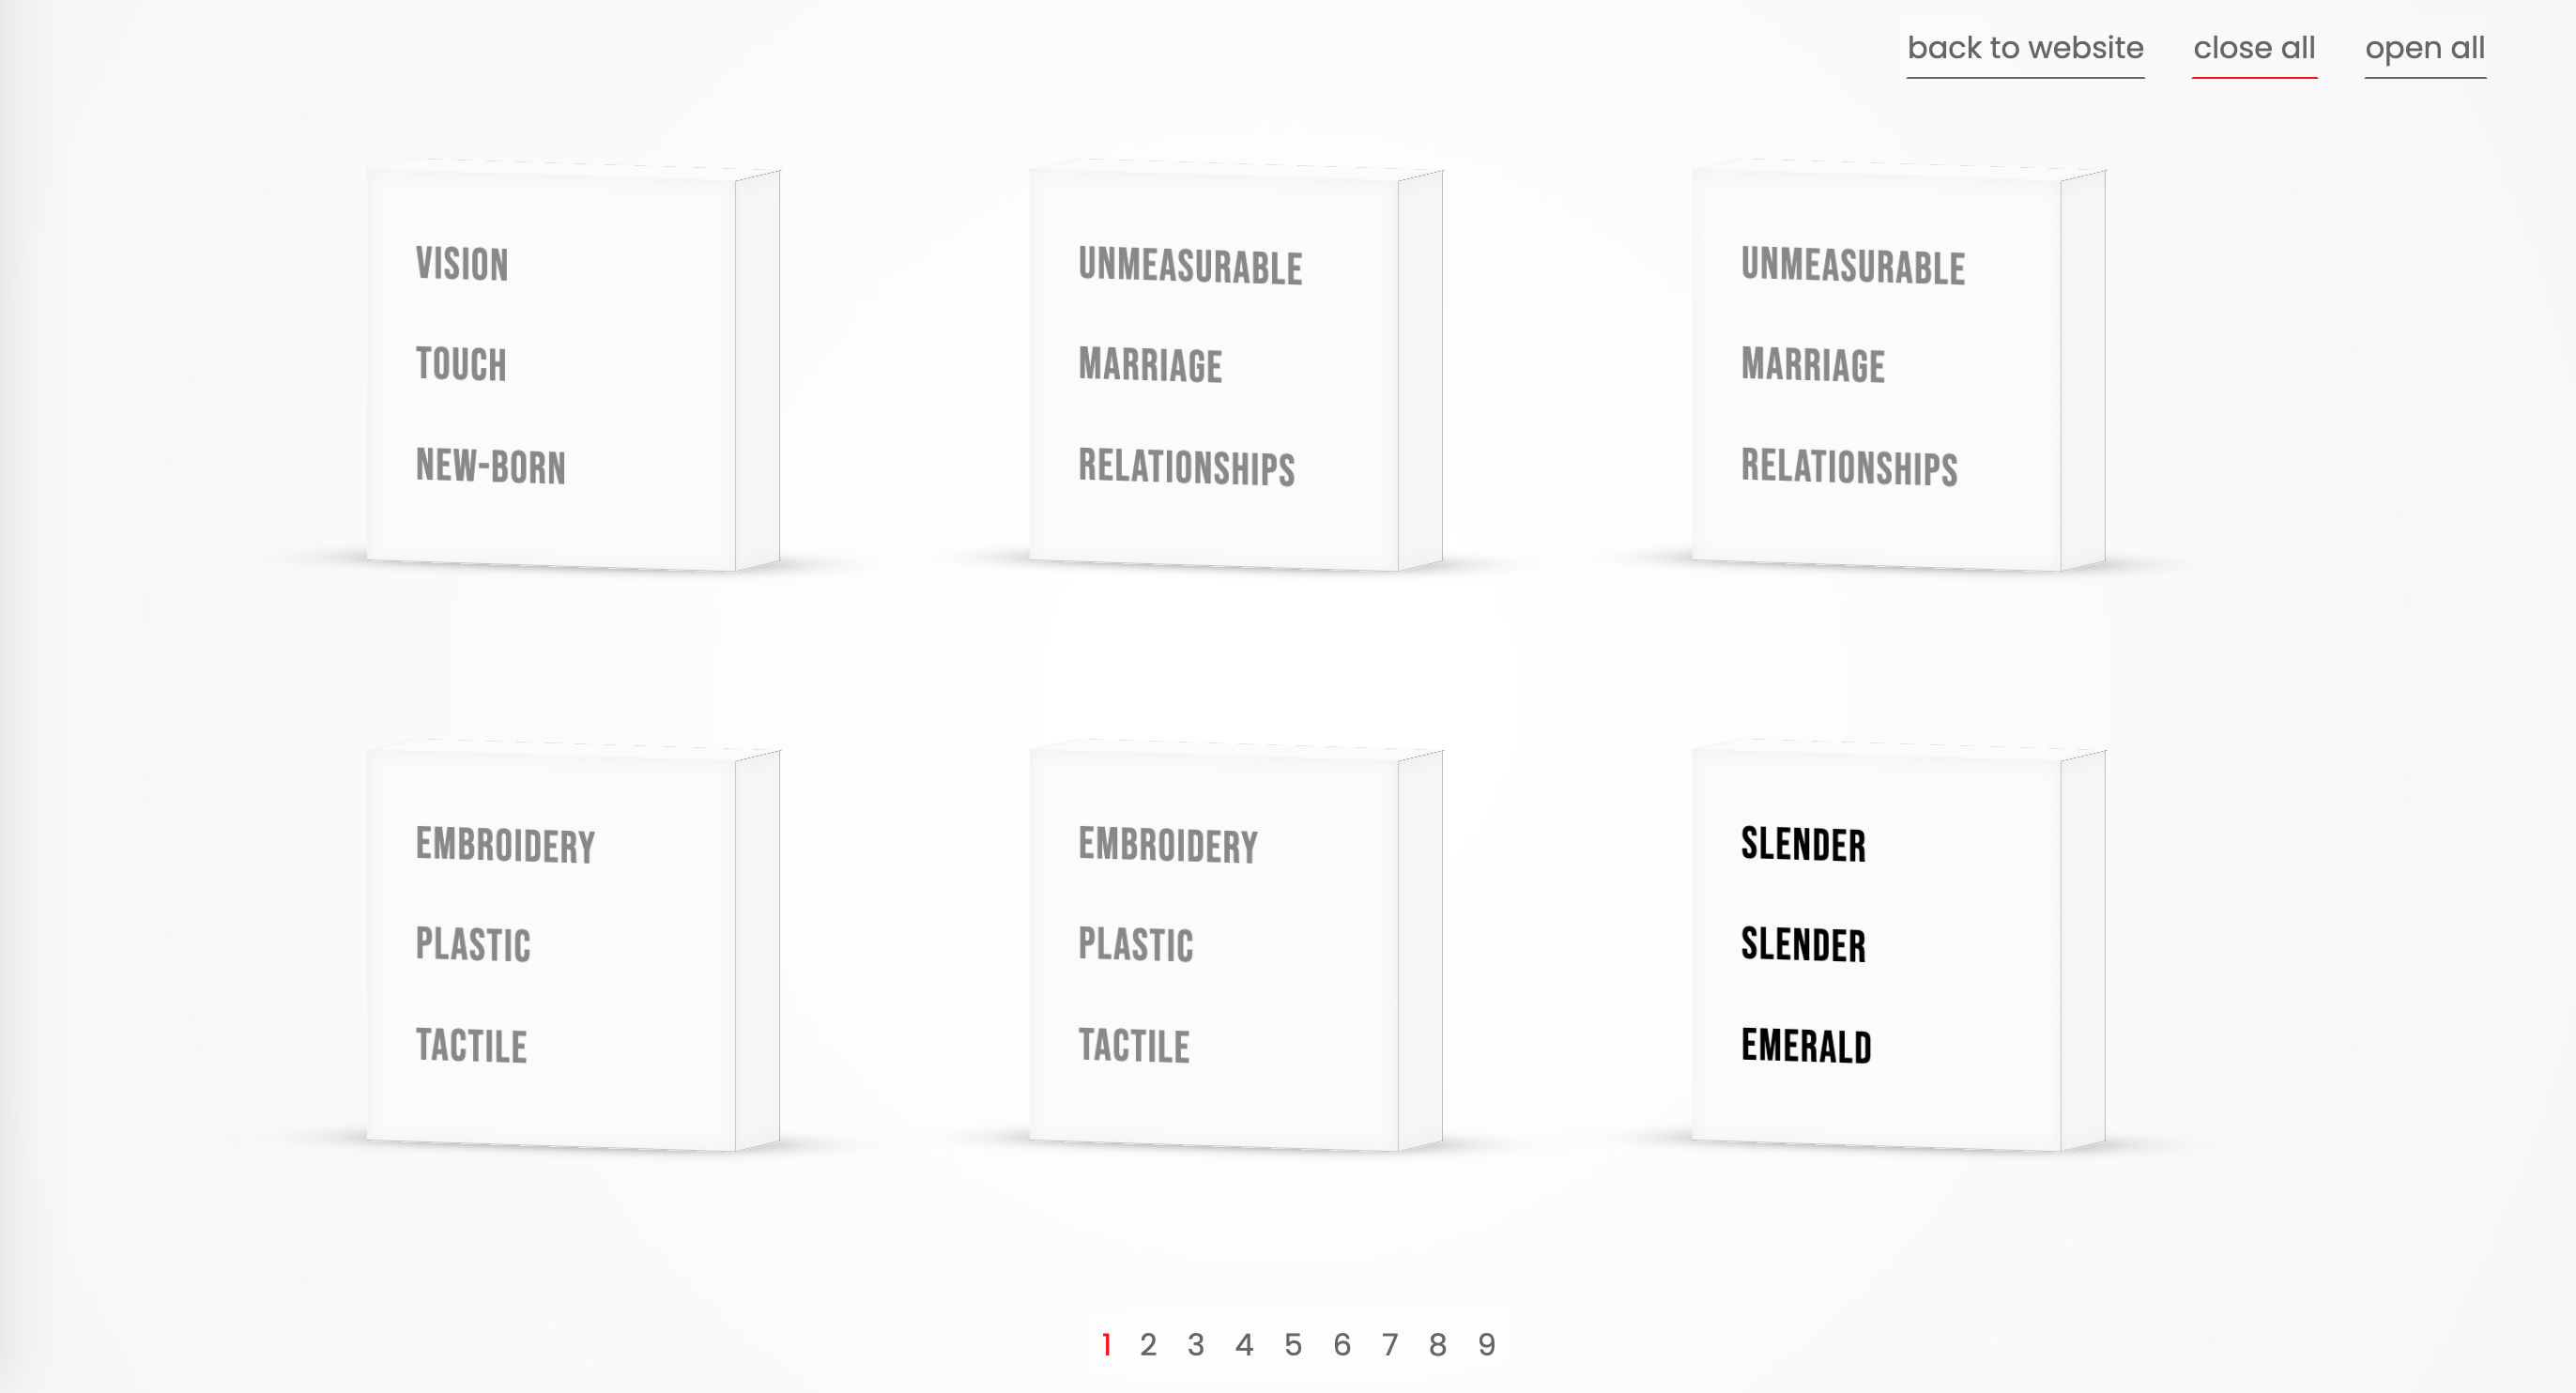 back to website close all open all
VISION
TOUCH
NEW-BORN
UNMEASURABLE
MARRIAGE
RELATIONSHIPS
UNMEASURABLE
MARRIAGE
RELATIONSHIPS
EMBROIDERY
PLASTIC
TACTILE
EMBROIDERY
PLASTIC
TACTILE
SLENDER
SLENDER
EMERALD
1 2 3 4 5 6 7 8 9